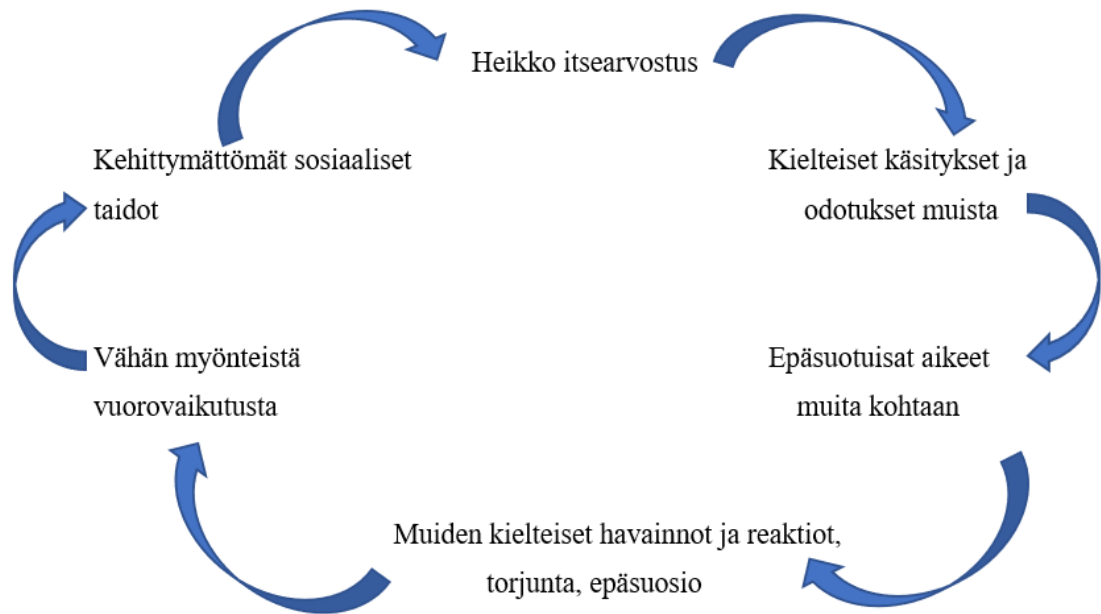 Heikko itsearvostus
Kielteiset käsitykset ja
odotukset muista
Epäsuotuisat aikeet
muita kohtaan
Muiden kielteiset havainnot ja reaktiot,
torjunta, epäsuosio
Vähän myönteistä
vuorovaikutusta
Kehittymättömät sosiaaliset
taidot